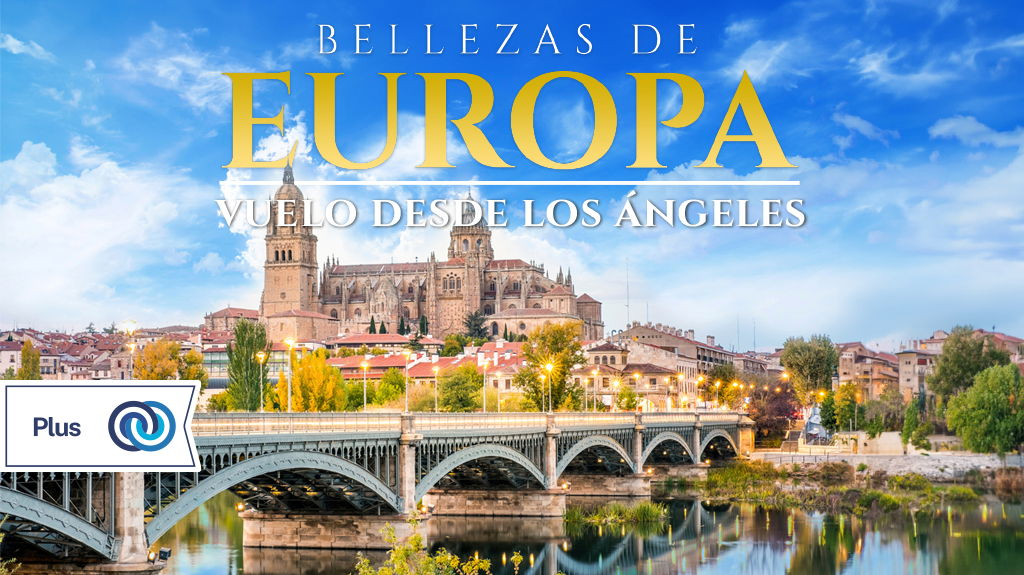 BELLEZAS DE
EUROPA
VUELO DESDE LOS ÁNGELES
Plus